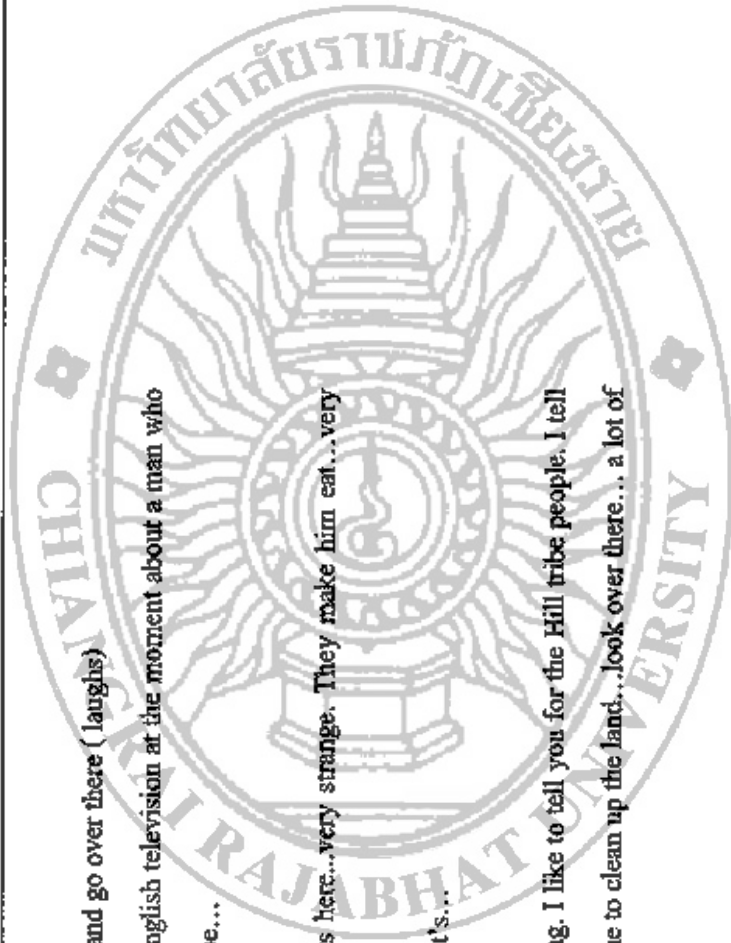 มหาวิทยาลัยราชภัฏเชียงราย
CHIANGRAI RAJABHAT UNIVERSITY
and go over there ( laughs)
nglish television at the moment about a man who
s here...very strange. They make him eat...very
t's...
g. I like to tell you for the Hill tribe people. I tell
to clean up the land...look over there... a lot of